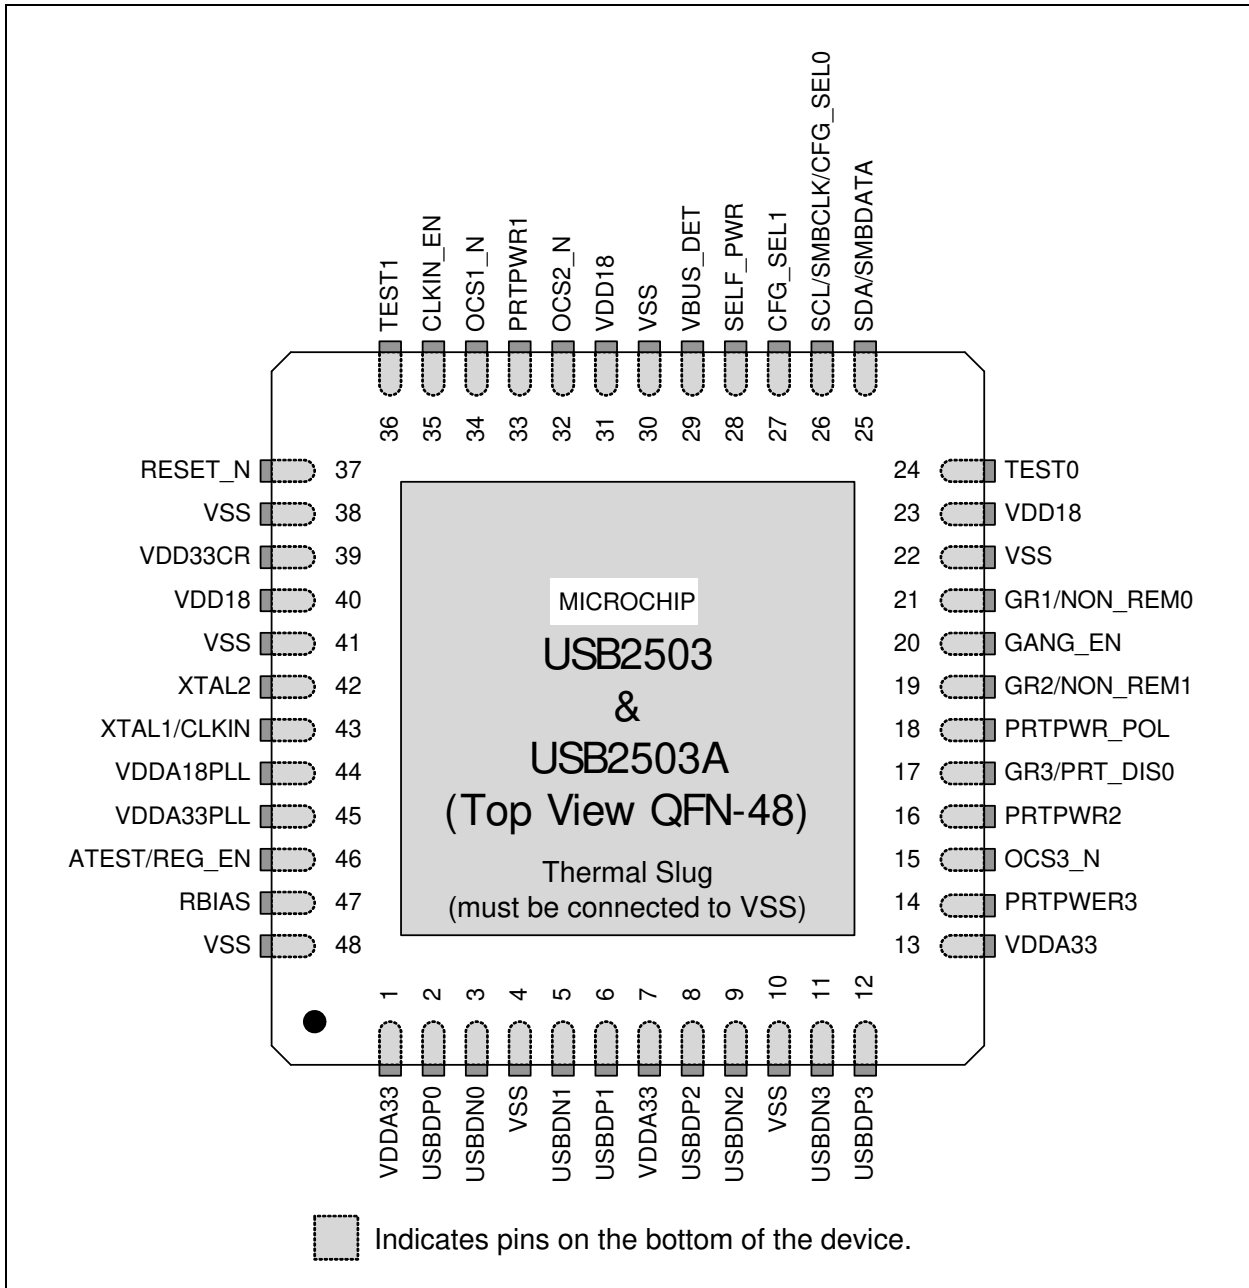 TEST1
CLKIN_EN
OCS1_N
PRTPWR1
OCS2_N
VDD18
VSS
VBUS_DET
SELF_PWR
CFG_SEL1
SCL/SMBCLK/CFG_SEL0
SDA/SMBDATA
36
35
34
33
32
31
30
29
28
27
26
25
RESET_N 37
VSS 38
VDD33CR 39
VDD18 40
VSS 41
XTAL2 42
XTAL1/CLKIN 43
VDDA18PLL 44
VDDA33PLL 45
ATEST/REG_EN 46
RBIAS 47
VSS 48
MICROCHIP
USB2503
&
USB2503A
(Top View QFN-48)
Thermal Slug
(must be connected to VSS)
24 TEST0
23 VDD18
22 VSS
21 GR1/NON_REM0
20 GANG_EN
19 GR2/NON_REM1
18 PRTPWR_POL
17 GR3/PRT_DIS0
16 PRTPWR2
15 OCS3_N
14 PRTPWER3
13 VDDA33
1
2
3
4
5
6
7
8
9
10
11
12
VDDA33
USBDP0
USBDN0
VSS
USBDN1
USBDP1
VDDA33
USBDP2
USBDN2
VSS
USBDN3
USBDP3
Indicates pins on the bottom of the device.